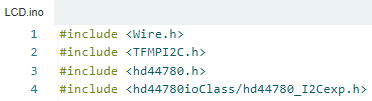 LCD.ino
1 #include <Wire.h>
2 #include <TFMPI2C.h>
3 #include <hd44780.h>
4 #include <hd44780ioClass/hd44780_I2Cexp.h>